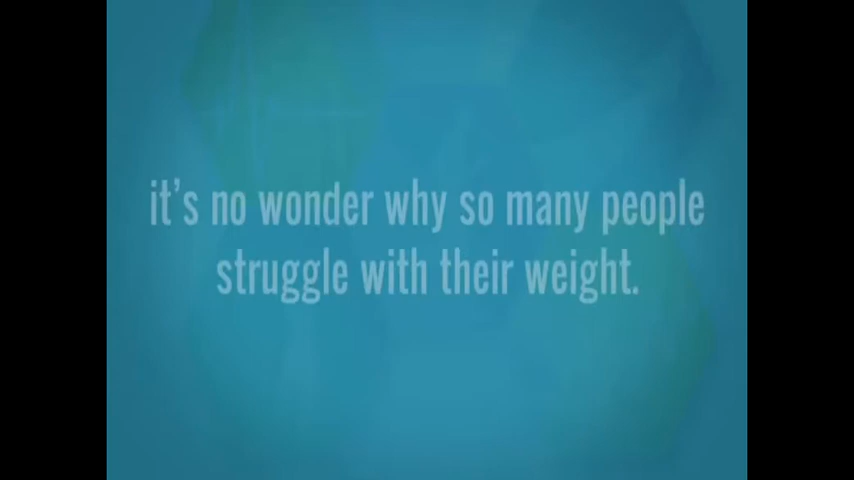 it's no wonder why so many people
struggle with their weight.